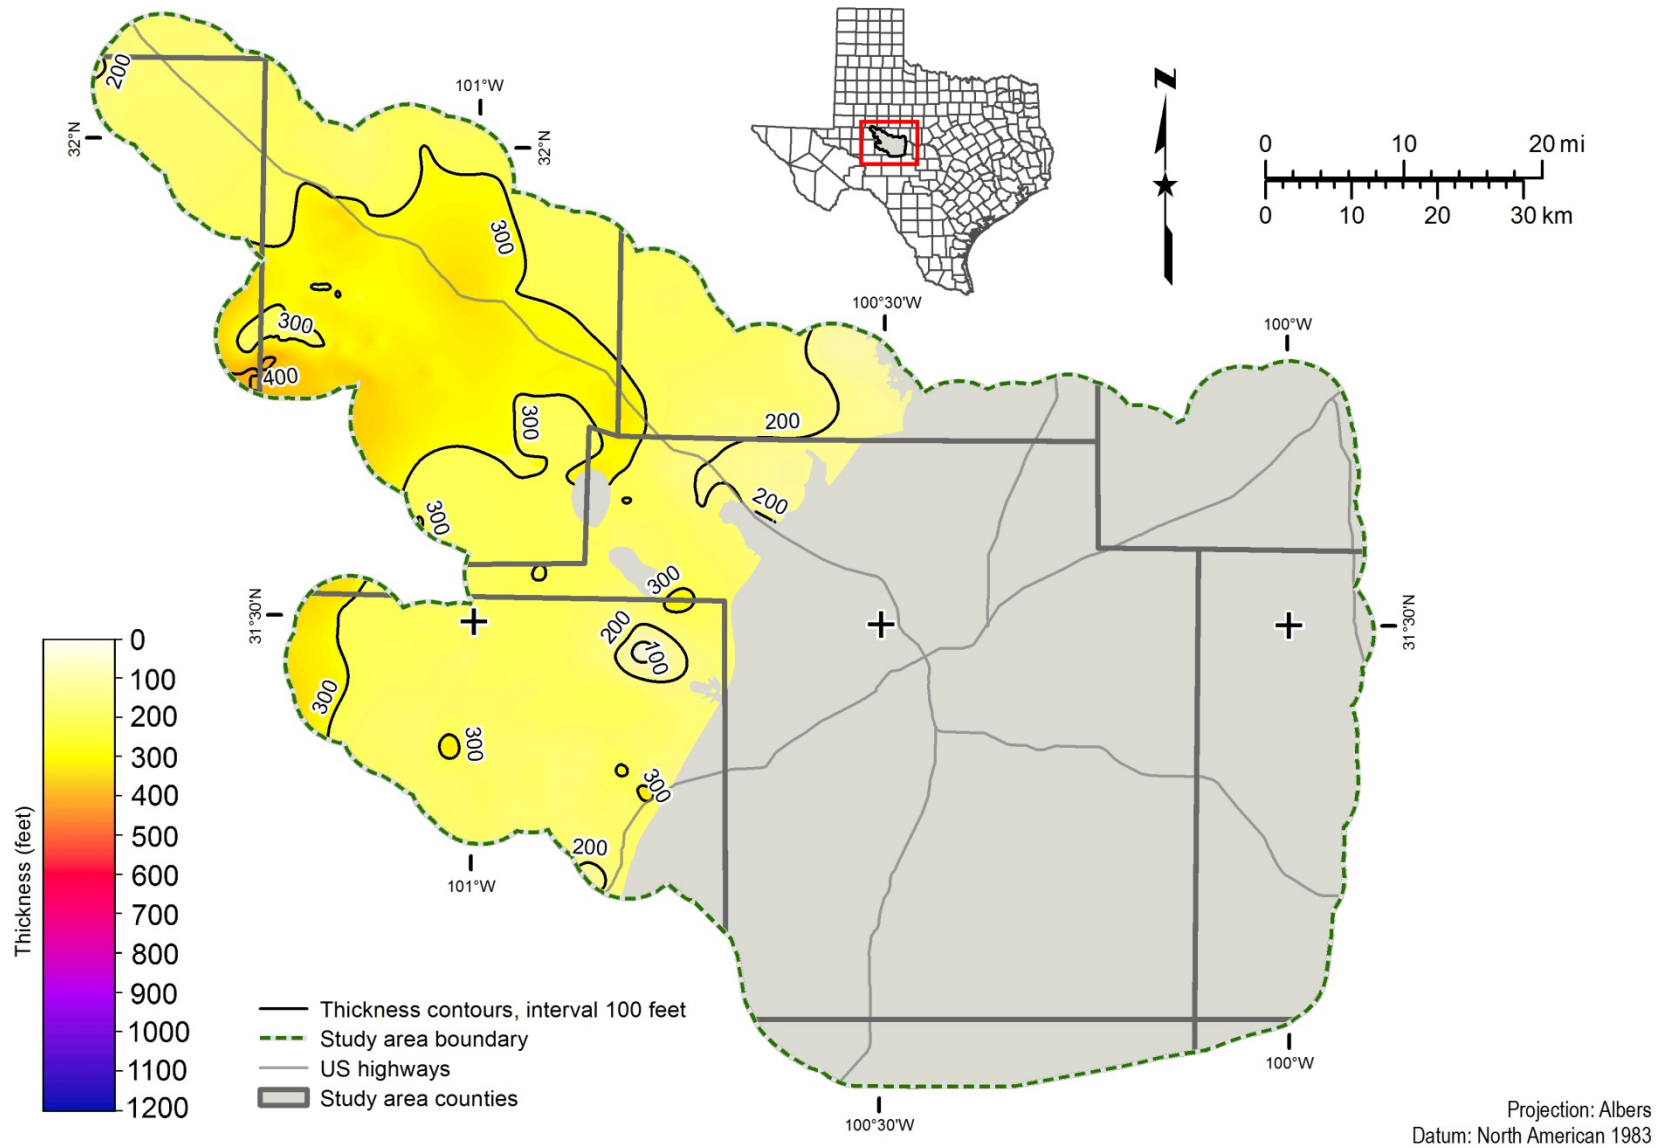 200
101°W
32°N
32°N
N
0 10 20 mi
0 10 20 30 km
300
100°30'W
100°W
300
400
300
200
300
200
300
31°30'N
200
100
31°30'N
300
300
300
200
101°W
Thickness (feet)
0
100
200
300
400
500
600
700
800
900
1000
1100
1200
Thickness contours, interval 100 feet
Study area boundary
US highways
Study area counties
100°W
100°30'W
Projection: Albers
Datum: North American 1983